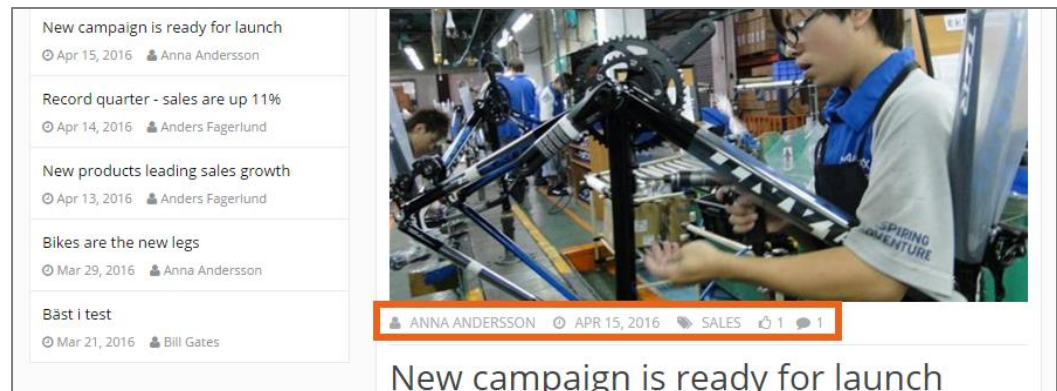 New campaign is ready for launch
Apr 15, 2016 Anna Andersson
Record quarter - sales are up 11%
Apr 14, 2016 Anders Fagerlund
New products leading sales growth
Apr 13, 2016 Anders Fagerlund
Bikes are the new legs
Mar 29, 2016 Anna Andersson
Bäst i test
Mar 21, 2016 Bill Gates
ANNA ANDERSSON APR 15, 2016 SALES 1 1
New campaign is ready for launch